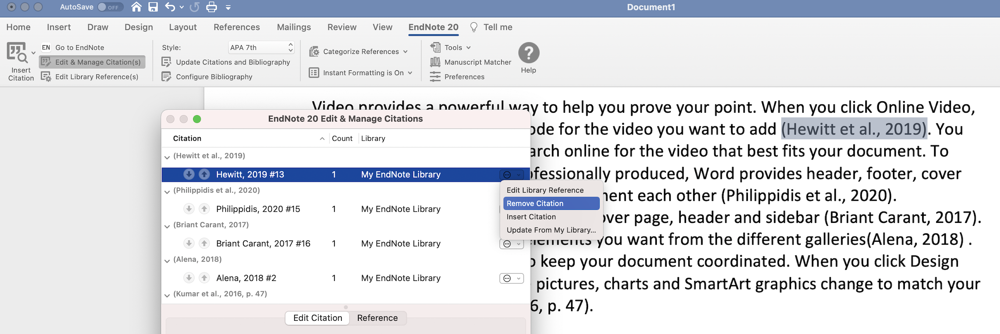 AutoSave OFF Document1
Home Insert Draw Design Layout References Mailings Review View EndNote 20 Tell me
Insert Citation
EN Go to EndNote
Edit & Manage Citation(s)
Edit Library Reference(s)
Style: APA 7th
Update Citations and Bibliography
Configure Bibliography
Categorize References
Instant Formatting is On
Tools
Manuscript Matcher
Preferences
Help
Video provides a powerful way to help you prove your point. When you click Online Video,
ode for the video you want to add (Hewitt et al., 2019). You
arch online for the video that best fits your document. To
ofessionally produced, Word provides header, footer, cover
ment each other (Philippidis et al., 2020).
over page, header and sidebar (Briant Carant, 2017).
elements you want from the different galleries(Alena, 2018) .
o keep your document coordinated. When you click Design
pictures, charts and SmartArt graphics change to match your
6, p. 47).
EndNote 20 Edit & Manage Citations
Citation Count Library
(Hewitt et al., 2019)
Hewitt, 2019 #13 1 My EndNote Library
(Philippidis et al., 2020)
Philippidis, 2020 #15 1 My EndNote Library
(Briant Carant, 2017)
Briant Carant, 2017 #16 1 My EndNote Library
(Alena, 2018)
Alena, 2018 #2 1 My EndNote Library
(Kumar et al., 2016, p. 47)
Edit Citation Reference
Edit Library Reference
Remove Citation
Insert Citation
Update From My Library...